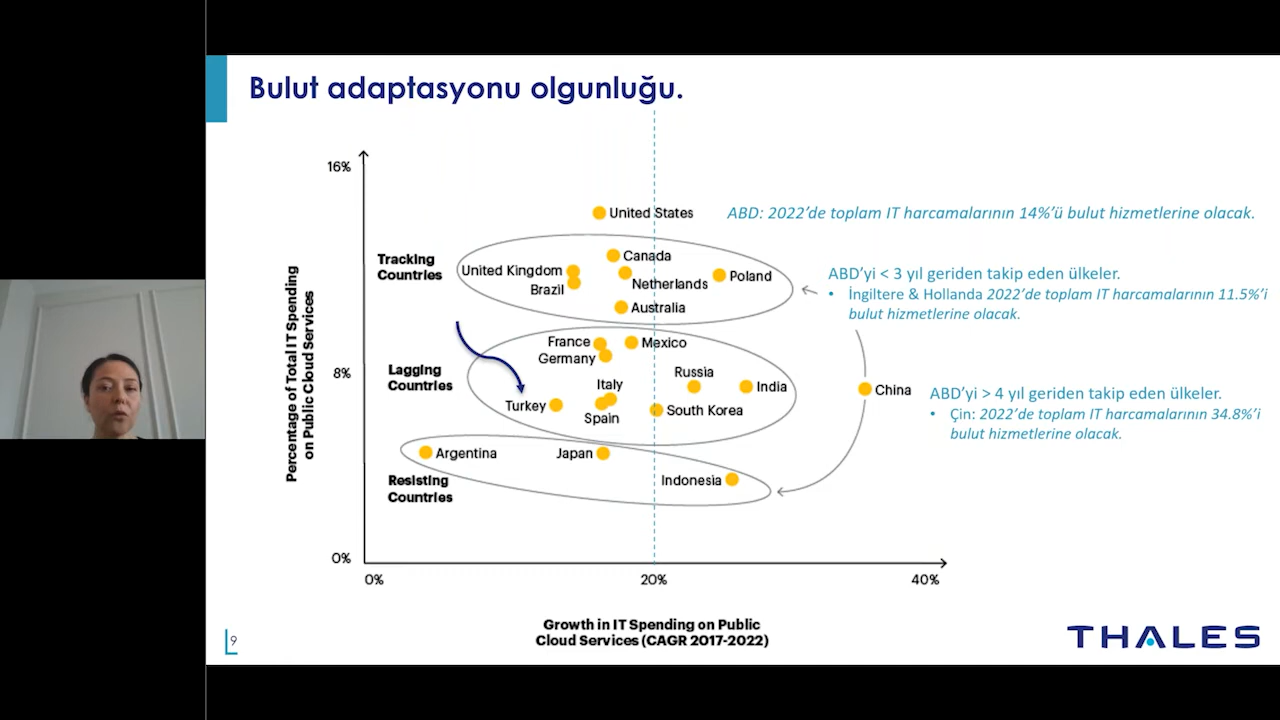 Bulut adaptasyonu olgunluğu.
16%
United States
ABD: 2022’de toplam IT harcamalarının 14%’ü bulut hizmetlerine olacak.
Tracking
Countries
Canada
United Kingdom
Netherlands
Poland
Brazil
Australia
ABD’yi < 3 yıl geriden takip eden ülkeler.
• İngiltere & Hollanda 2022’de toplam IT harcamalarının 11.5%’i
bulut hizmetlerine olacak.
Percentage of Total IT Spending
on Public Cloud Services
8%
Lagging
Countries
France
Mexico
Germany
Russia
Italy
India
Turkey
Spain
South Korea
China
ABD’yi > 4 yıl geriden takip eden ülkeler.
• Çin: 2022’de toplam IT harcamalarının 34.8%’i
bulut hizmetlerine olacak.
Argentina
Japan
Indonesia
Resisting
Countries
0%
0%
20%
40%
Growth in IT Spending on Public
Cloud Services (CAGR 2017-2022)
9
THALES